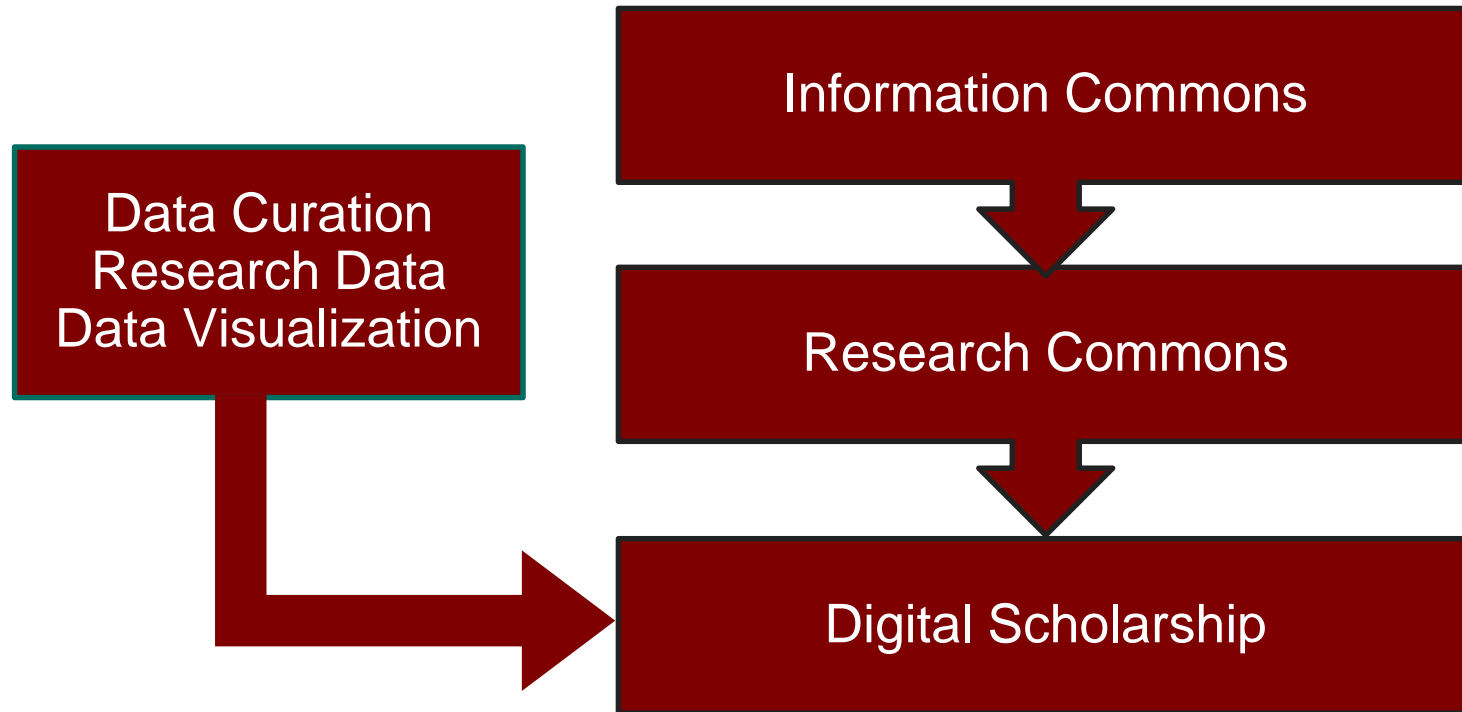 Information Commons
Data Curation
Research Data
Data Visualization
Research Commons
Digital Scholarship